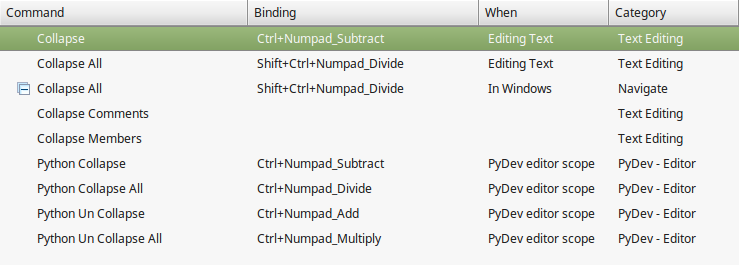 Command Binding When Category
Collapse Ctrl+Numpad_Subtract Editing Text Text Editing
Collapse All Shift+Ctrl+Numpad_Divide Editing Text Text Editing
Collapse All Shift+Ctrl+Numpad_Divide In Windows Navigate
Collapse Comments Text Editing
Collapse Members Text Editing
Python Collapse Ctrl+Numpad_Subtract PyDev editor scope PyDev - Editor
Python Collapse All Ctrl+Numpad_Divide PyDev editor scope PyDev - Editor
Python Un Collapse Ctrl+Numpad_Add PyDev editor scope PyDev - Editor
Python Un Collapse All Ctrl+Numpad_Multiply PyDev editor scope PyDev - Editor